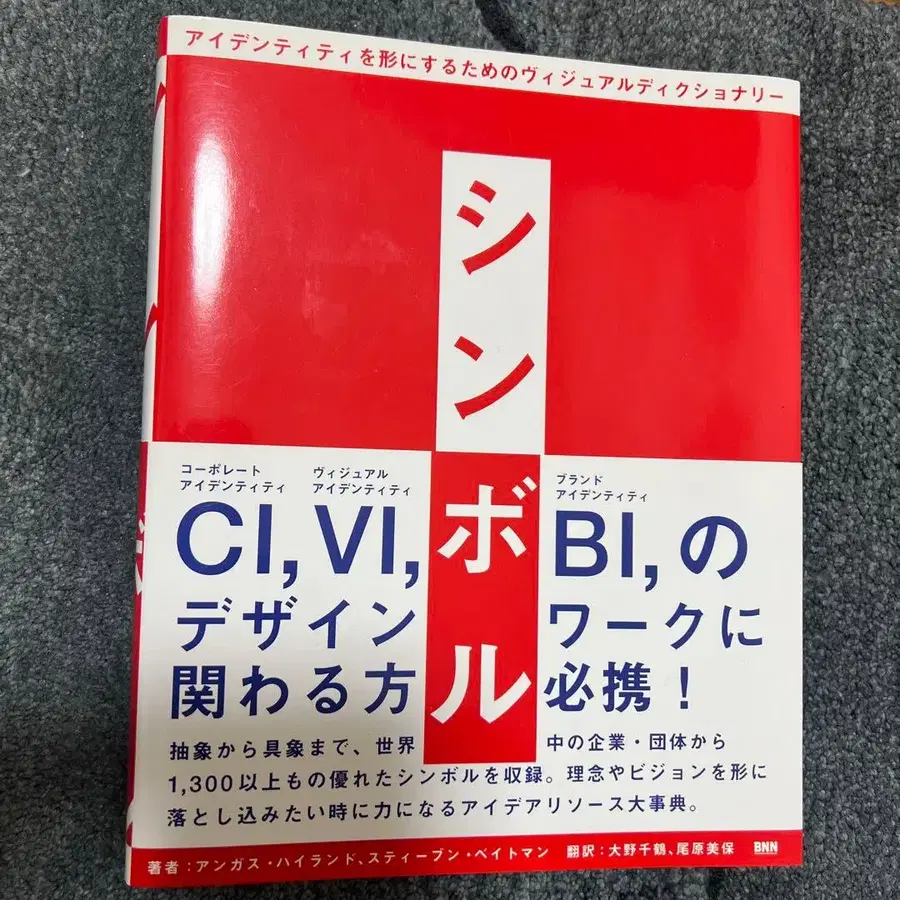 アイデンティティを形にするためのヴィジュアルディクショナリー
シンボル
コーポレート
アイデンティティ
ヴィジュアル
アイデンティティ
ブランド
アイデンティティ
CI, VI, BI, の
デザイン ワークに
関わる方 必携!
抽象から具象まで、世界中の企業・団体から
1,300以上もの優れたシンボルを収録。理念やビジョンを形に
落とし込みたい時に力になるアイデアリソース大事典。
著者:アンガス・ハイランド、スティーブン・ベイトマン 翻訳:大野千鶴、尾原美保 BNN